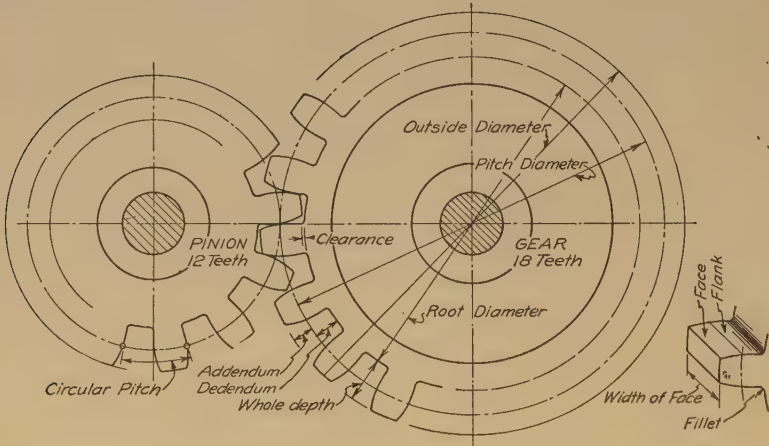 Outside Diameter
Pitch Diameter
PINION
12 Teeth
Clearance
GEAR
18 Teeth
Root Diameter
Face
Flank
Addendum
Dedendum
Whole depth
Circular Pitch
Width of Face
Fillet